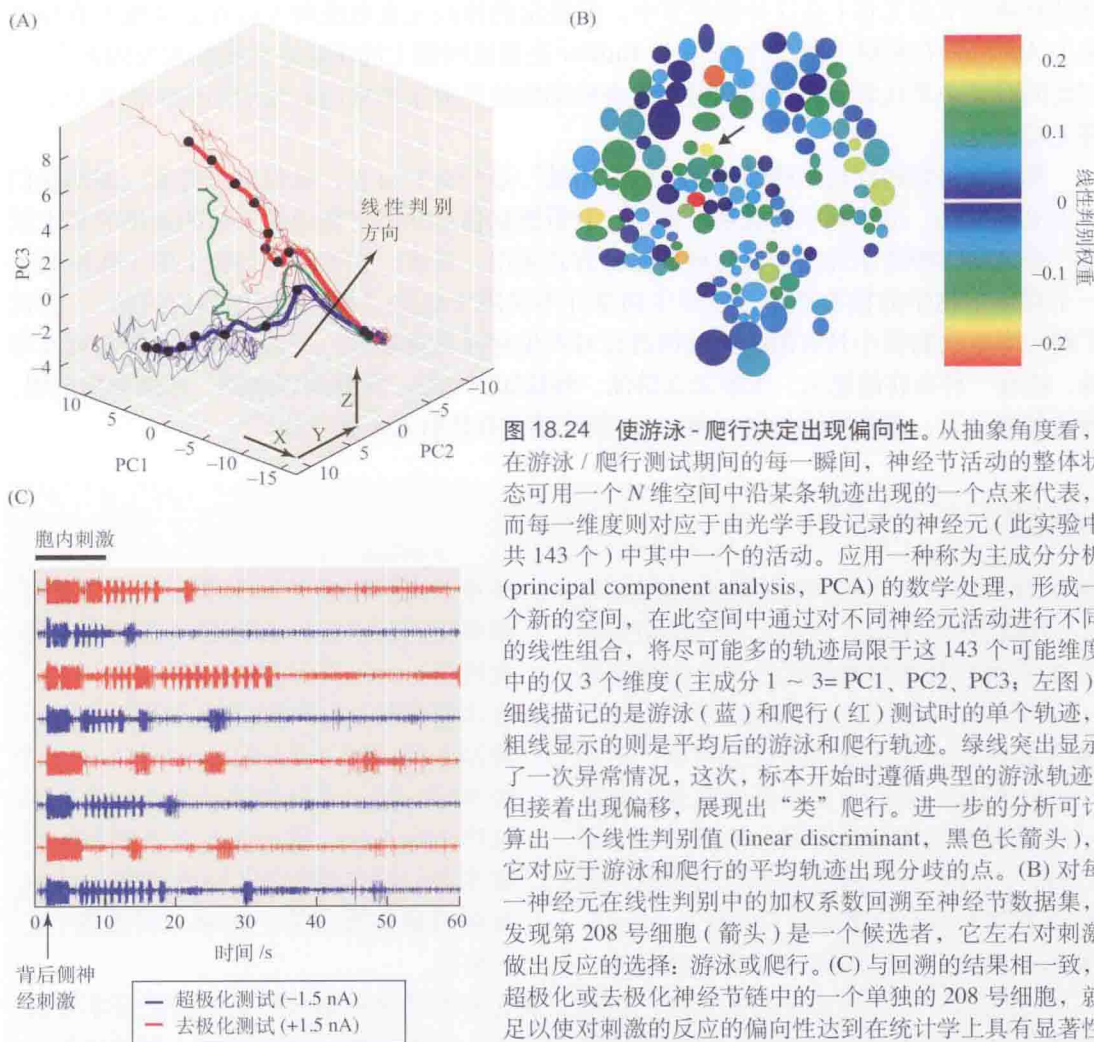 (A)
8
6
4
2
0
−2
−4
PC3
线性判别
方向
10
5
0
−5
−10
−15
PC1
X
Y
Z
10
5
0
−5
−10
PC2
(B)
0.2
0.1
0
−0.1
−0.2
线性判别权重
(C)
胞内刺激
0
10
20
30
40
50
60
时间 /s
背后侧神
经刺激
超极化测试 (−1.5 nA)
去极化测试 (+1.5 nA)
图 18.24 使游泳-爬行决定出现偏向性。从抽象角度看，
在游泳 / 爬行测试期间的每一瞬间，神经节活动的整体状
态可用一个 N 维空间中沿某条轨迹出现的一个点来代表，
而每一维度则对应于由光学手段记录的神经元 ( 此实验中
共 143 个 ) 中其中一个的活动。应用一种称为主成分分析
(principal component analysis，PCA) 的数学处理，形成一
个新的空间，在此空间中通过对不同神经元活动进行不同
的线性组合，将尽可能多的轨迹局限于这 143 个可能维度
中的仅 3 个维度 ( 主成分 1 ~ 3= PC1、PC2、PC3；左图 )
细线描记的是游泳 ( 蓝 ) 和爬行 ( 红 ) 测试时的单个轨迹，
粗线显示的则是平均后的游泳和爬行轨迹。绿线突出显示
了一次异常情况，这次，标本开始时遵循典型的游泳轨迹
但接着出现偏移，展现出“类”爬行。进一步的分析可计
算出一个线性判别值 (linear discriminant，黑色长箭头)，
它对应于游泳和爬行的平均轨迹出现分歧的点。(B) 对每
一神经元在线性判别中的加权系数回溯至神经节数据集，
发现第 208 号细胞 ( 箭头 ) 是一个候选者，它左右对刺激
做出反应的选择：游泳或爬行。(C) 与回溯的结果相一致，
超极化或去极化神经节链中的一个单独的 208 号细胞，就
足以使对刺激的反应的偏向性达到在统计学上具有显著性